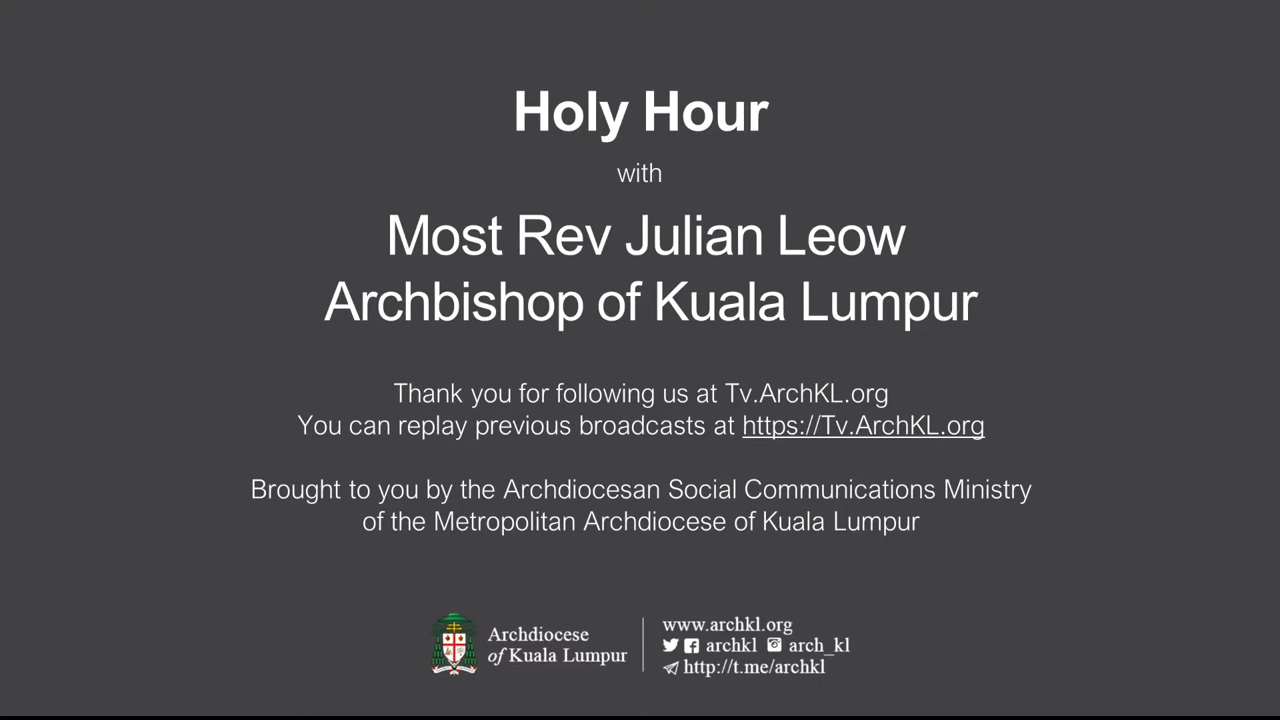 Holy Hour
with
Most Rev Julian Leow
Archbishop of Kuala Lumpur
Thank you for following us at Tv.ArchKL.org
You can replay previous broadcasts at https://Tv.ArchKL.org
Brought to you by the Archdiocesan Social Communications Ministry
of the Metropolitan Archdiocese of Kuala Lumpur
Archdiocese
of Kuala Lumpur
www.archkl.org
archkl arch_kl
http://t.me/archkl